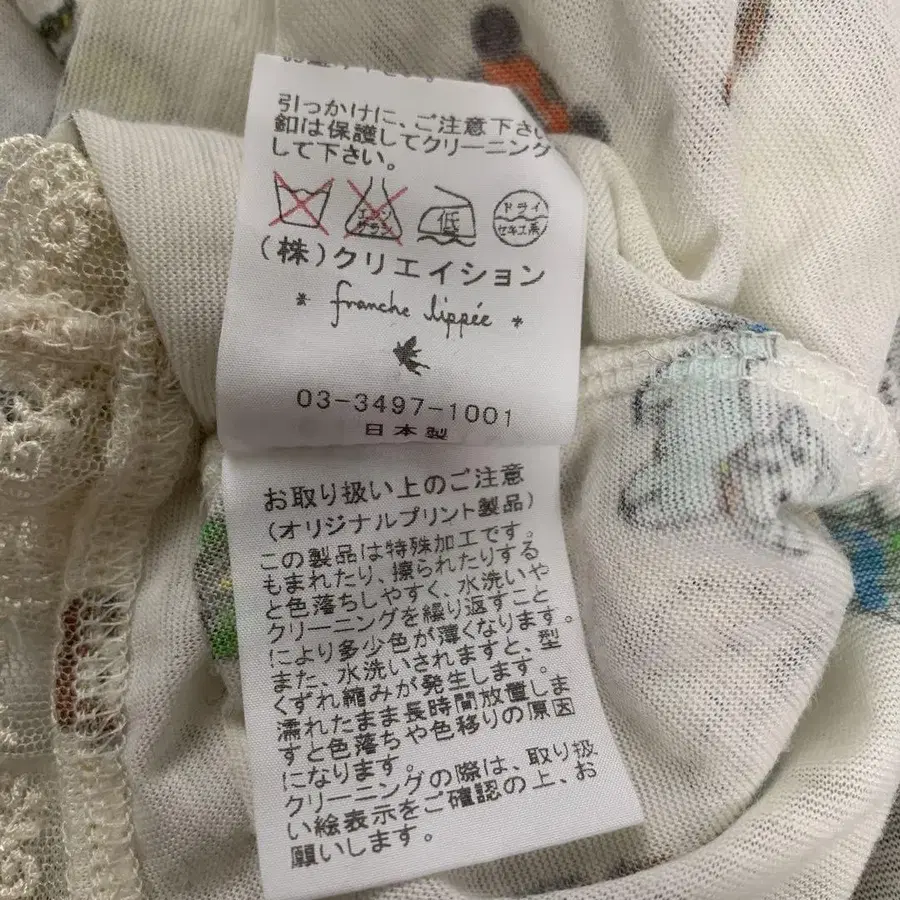 引っかけに、ご注意下さい
釦は保護してクリーニング
して下さい。
エンソ
サラシ
低
ドライ
セキユ系
(株)クリエイション
* franche lippée *
03-3497-1001
日本製
お取り扱い上のご注意
(オリジナルプリント製品)
この製品は特殊加工です。
もまれたり、擦られたりする
と色落ちしやすく、水洗いや
クリーニングを繰り返すこと
により多少色が薄くなります。
また、水洗いされますと、型
くずれ縮みが発生します。
濡れたまま長時間放置しま
すと色落ちや色移りの原因
になります。
クリーニングの際は、取り扱
い絵表示をご確認の上、お
願いします。